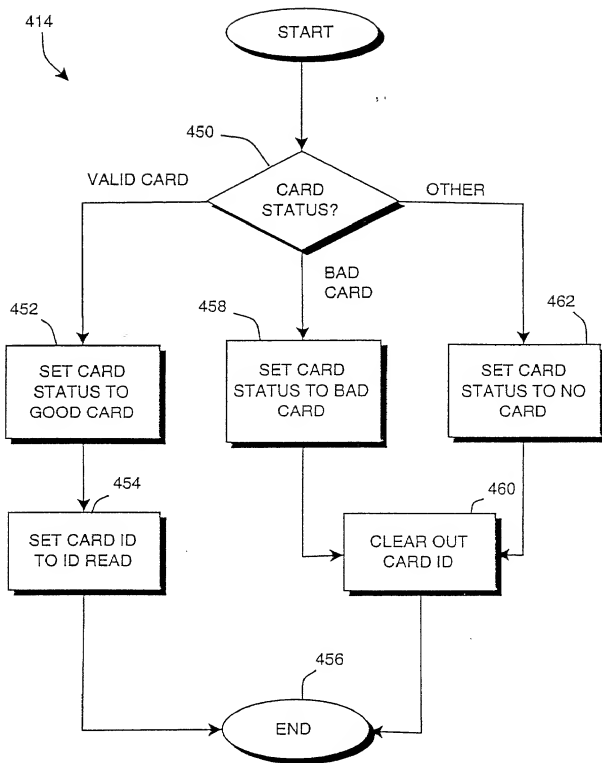 414
START
450
VALID CARD
CARD
STATUS?
OTHER
BAD
CARD
452
458
462
SET CARD
STATUS TO
GOOD CARD
SET CARD
STATUS TO BAD
CARD
SET CARD
STATUS TO NO
CARD
454
460
SET CARD ID
TO ID READ
CLEAR OUT
CARD ID
456
END